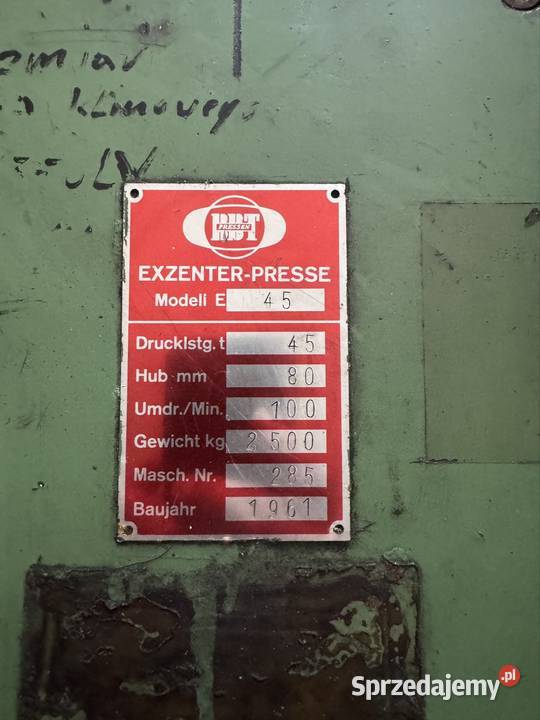 RBT
PRESSEN
EXZENTER-PRESSE
Modell E 45
Drucklstg. t 45
Hub mm 80
Umdr./Min. 100
Gewicht kg 2500
Masch. Nr. 285
Baujahr 1961
Sprzedajemy.pl